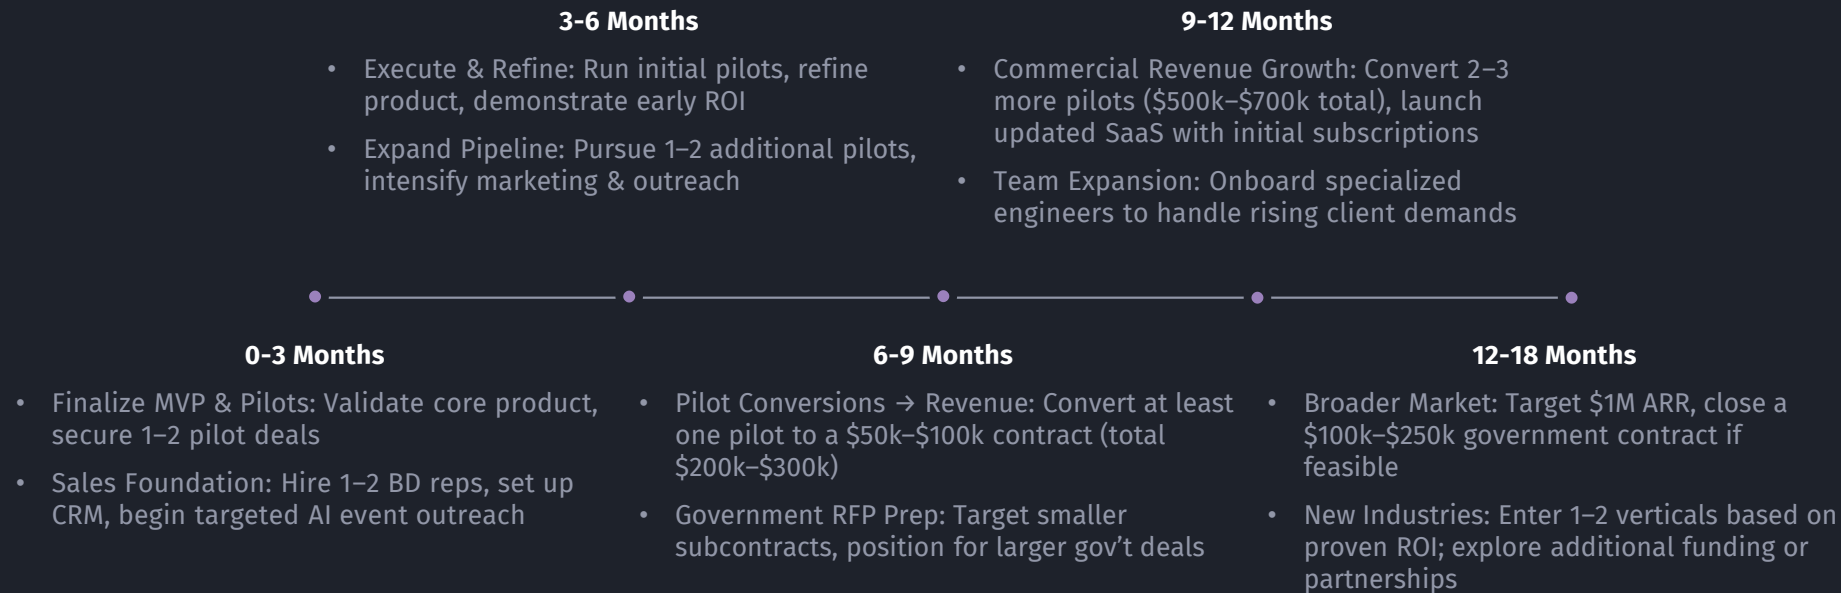 3-6 Months
• Execute & Refine: Run initial pilots, refine
product, demonstrate early ROI
• Expand Pipeline: Pursue 1–2 additional pilots,
intensify marketing & outreach
9-12 Months
• Commercial Revenue Growth: Convert 2–3
more pilots ($500k–$700k total), launch
updated SaaS with initial subscriptions
• Team Expansion: Onboard specialized
engineers to handle rising client demands
0-3 Months
• Finalize MVP & Pilots: Validate core product,
secure 1–2 pilot deals
• Sales Foundation: Hire 1–2 BD reps, set up
CRM, begin targeted AI event outreach
6-9 Months
• Pilot Conversions → Revenue: Convert at least
one pilot to a $50k–$100k contract (total
$200k–$300k)
• Government RFP Prep: Target smaller
subcontracts, position for larger gov’t deals
12-18 Months
• Broader Market: Target $1M ARR, close a
$100k–$250k government contract if
feasible
• New Industries: Enter 1–2 verticals based on
proven ROI; explore additional funding or
partnerships